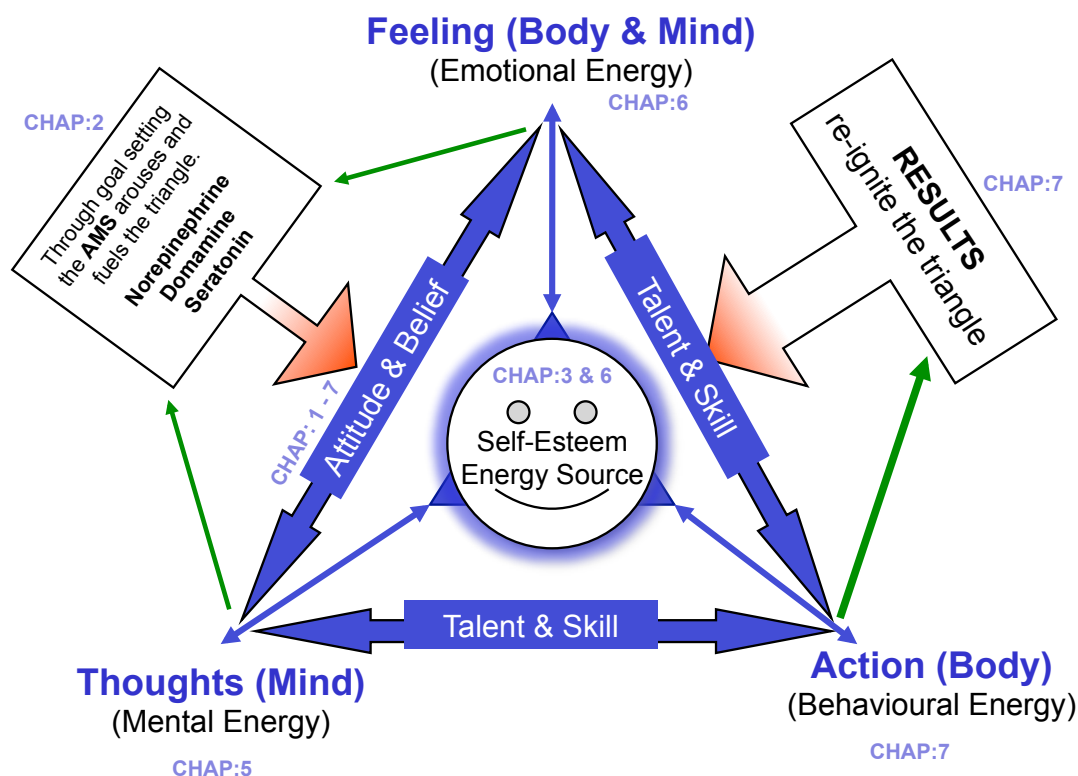 Feeling (Body & Mind)
(Emotional Energy)
CHAP:6
CHAP:2
Through goal setting
the AMS arouses and
fuels the triangle.
Norepinephrine
Domamine
Seratonin
RESULTS
re-ignite the triangle
CHAP:7
Attitude & Belief
CHAP: 1 - 7
Talent & Skill
CHAP:3 & 6
Self-Esteem
Energy Source
Talent & Skill
Thoughts (Mind)
(Mental Energy)
CHAP:5
Action (Body)
(Behavioural Energy)
CHAP:7